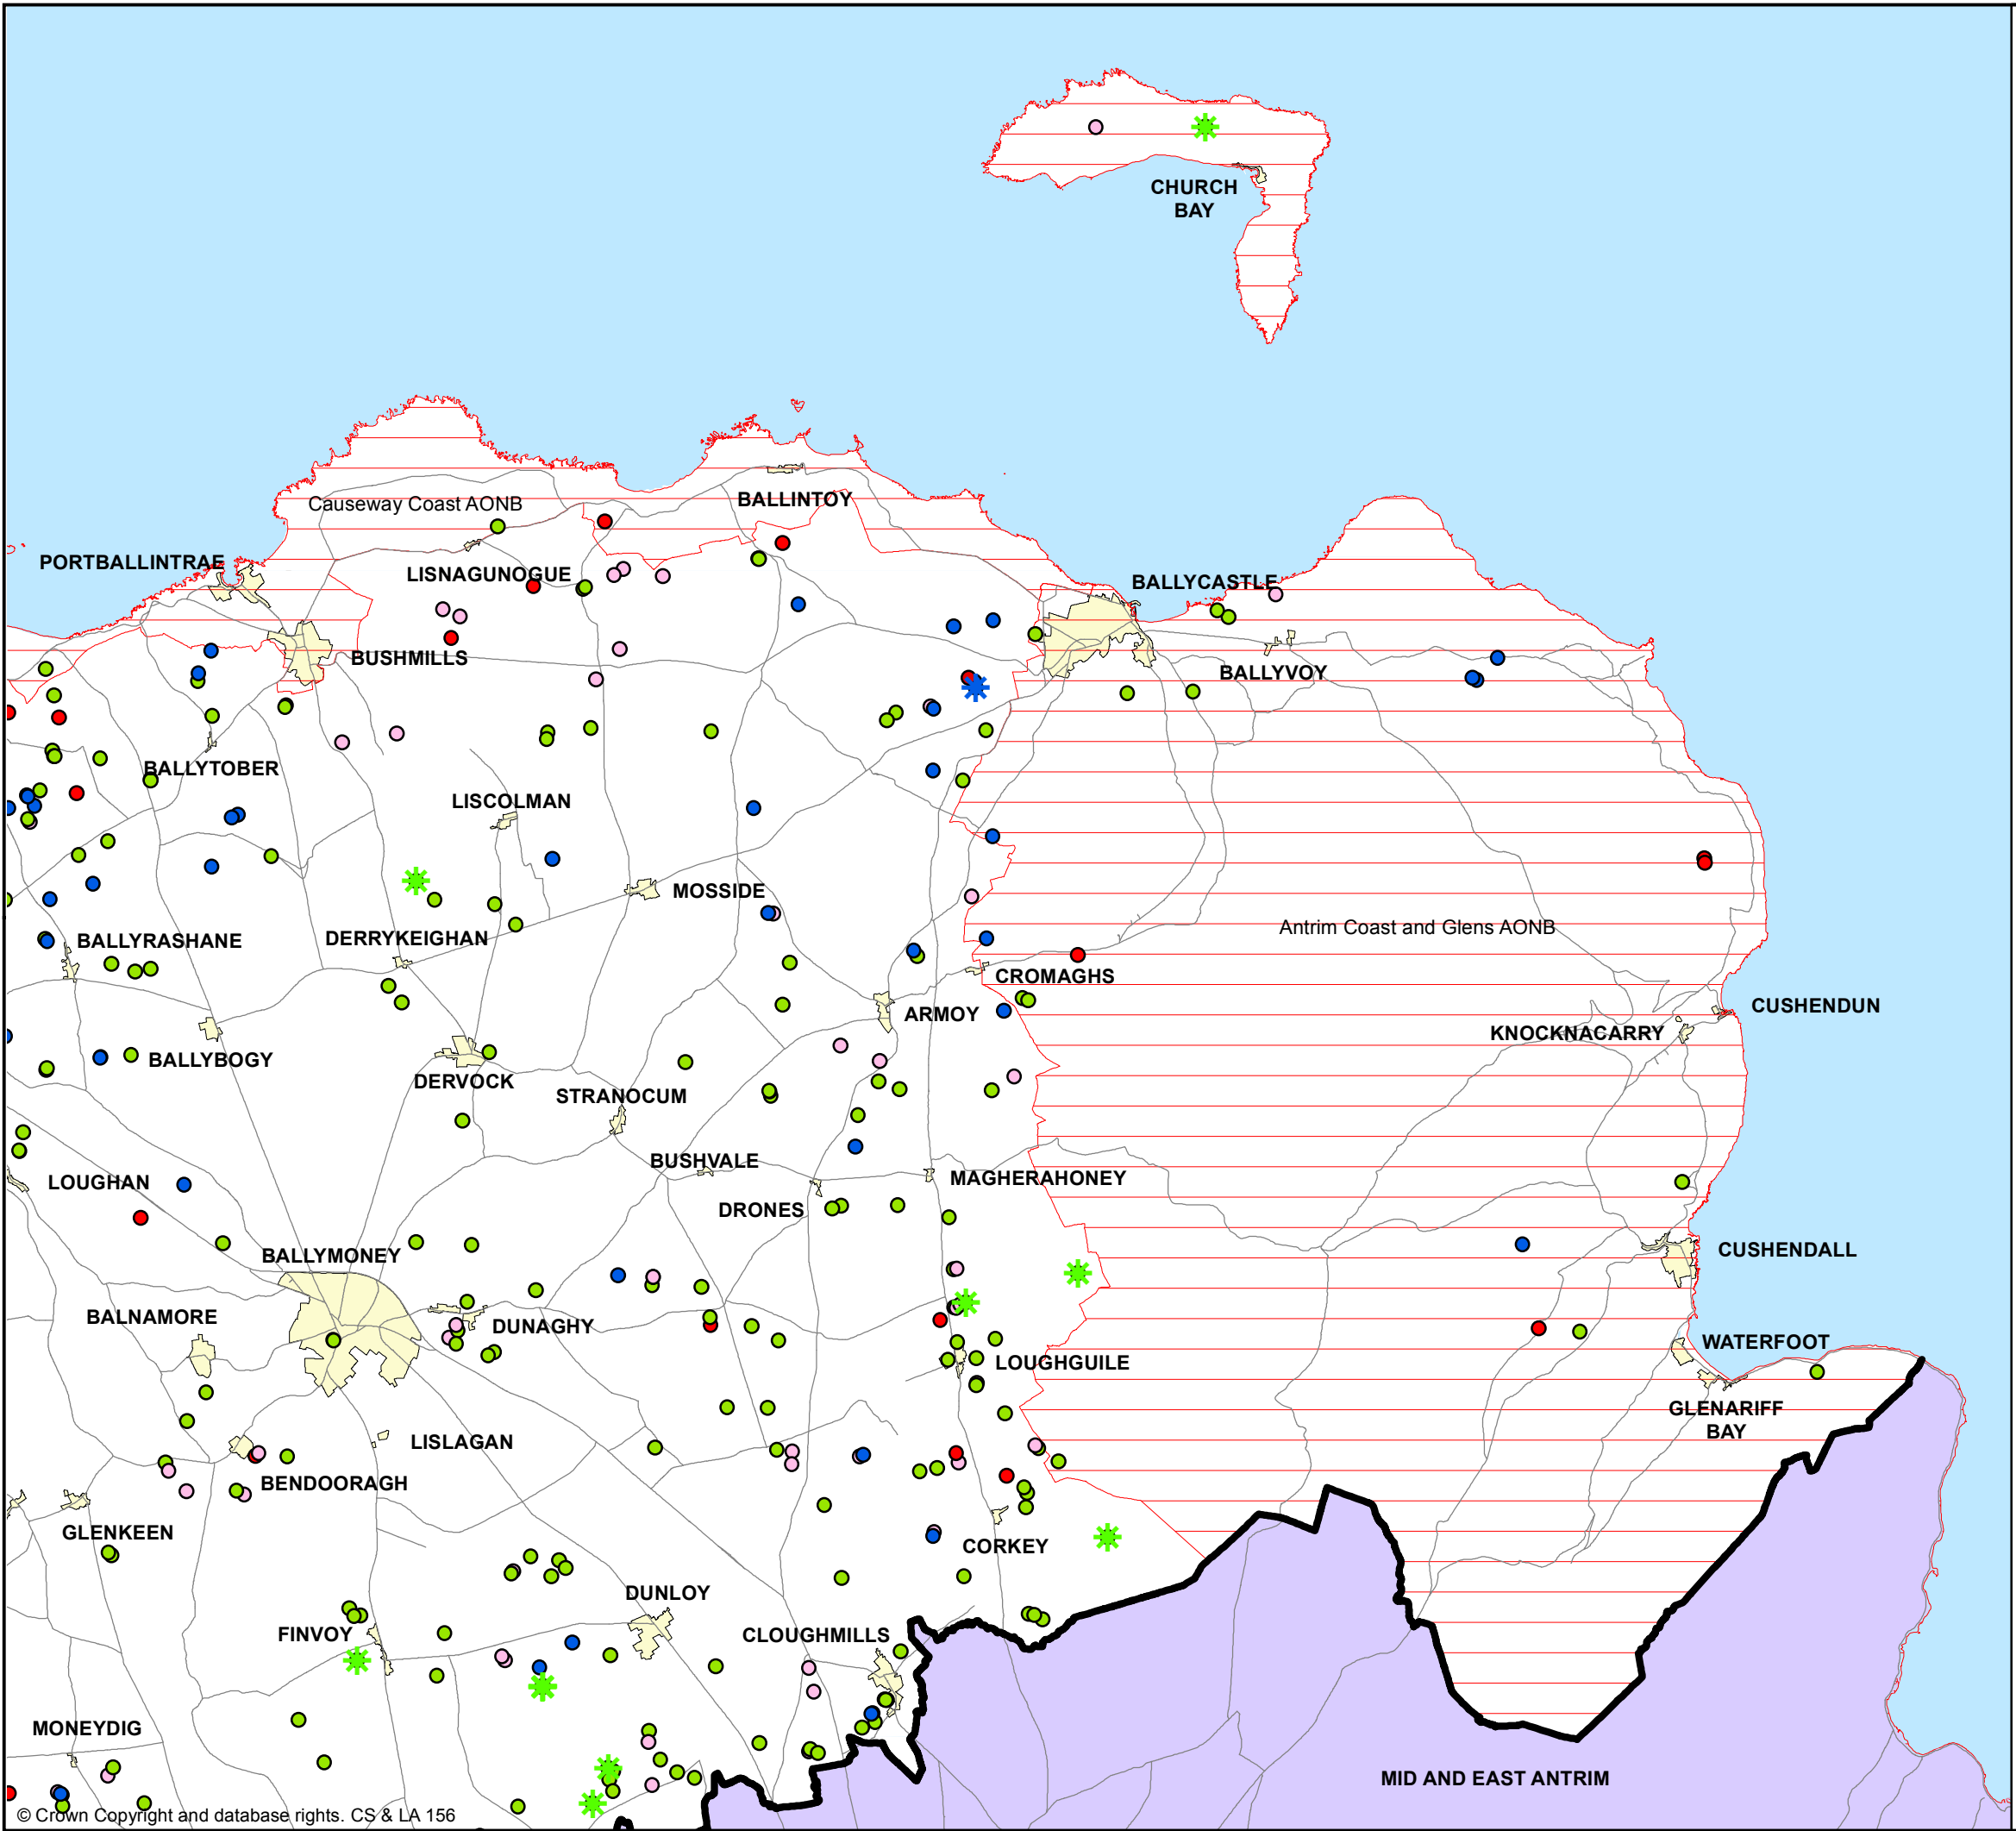 CHURCH
BAY
Causeway Coast AONB
BALLINTOY
PORTBALLINTRAE
LISNAGUNOGUE
BALLYCASTLE
BUSHMILLS
BALLYVOY
BALLYTOBER
LISCOLMAN
MOSSIDE
Antrim Coast and Glens AONB
BALLYRASHANE
DERRYKEIGHAN
CROMAGHS
CUSHENDUN
ARMOY
KNOCKNACARRY
BALLYBOGY
DERVOCK
STRANOCUM
BUSHVALE
MAGHERAHONEY
LOUGHAN
DRONES
CUSHENDALL
BALLYMONEY
BALNAMORE
DUNAGHY
WATERFOOT
LOUGHGUILE
GLENARIFF
BAY
LISLAGAN
BENDOORAGH
GLENKEEN
CORKEY
DUNLOY
FINVOY
CLOUGHMILLS
MONEYDIG
MID AND EAST ANTRIM
© Crown Copyright and database rights. CS & LA 156